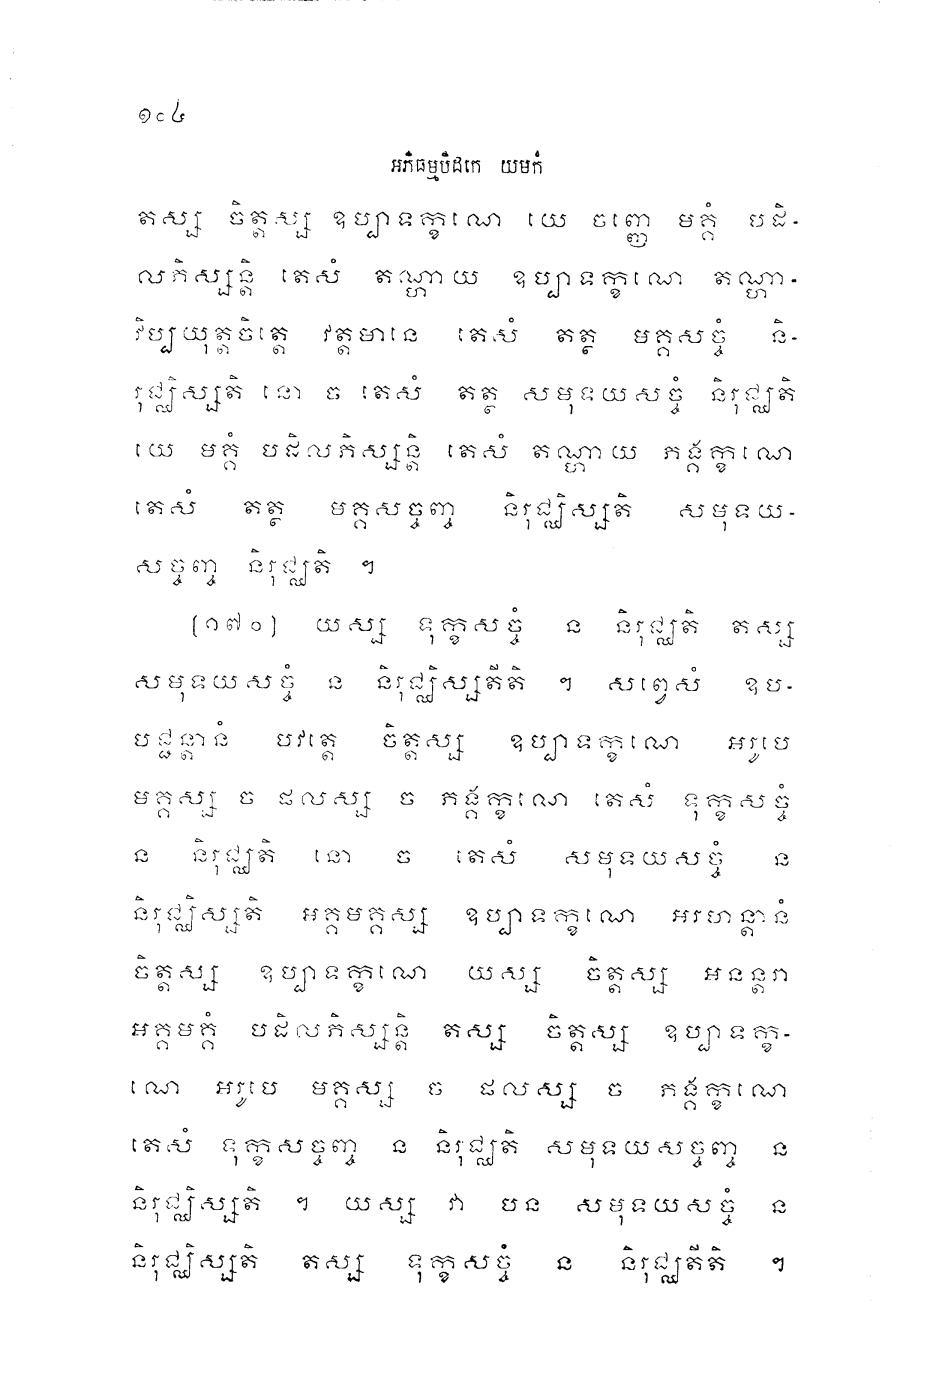 ១០៤
អភិធម្មបិដកេ យមកំ
តស្ស ចិត្តស្ស ឧប្បាទក្ខណេ យេ ចញ្ញេ មគ្គំ បដិ-
លភិស្សន្តិ តេសំ តណ្ហាយ ឧប្បាទក្ខណេ តណ្ហា-
វិប្បយុត្តចិត្តេ វត្តមានេ តេសំ តត្ថ មគ្គសច្ចំ និ-
រុជ្ឈិស្សតិ នោ ច តេសំ តត្ថ សមុទយសច្ចំ និរុជ្ឈតិ
យេ មគ្គំ បដិលភិស្សន្តិ តេសំ តណ្ហាយ ភង្គក្ខណេ
តេសំ តត្ថ មគ្គសច្ចញ្ច និរុជ្ឈិស្សតិ សមុទយ-
សច្ចញ្ច និរុជ្ឈតិ ។
(១៧០) យស្ស ទុក្ខសច្ចំ ន និរុជ្ឈតិ តស្ស
សមុទយសច្ចំ ន និរុជ្ឈិស្សតីតិ ។ សព្វេសំ ឧប-
បជ្ជន្តានំ បវត្តេ ចិត្តស្ស ឧប្បាទក្ខណេ អរូបេ
មគ្គស្ស ច ផលស្ស ច ភង្គក្ខណេ តេសំ ទុក្ខសច្ចំ
ន និរុជ្ឈតិ នោ ច តេសំ សមុទយសច្ចំ ន
និរុជ្ឈិស្សតិ អគ្គមគ្គស្ស ឧប្បាទក្ខណេ អរហន្តានំ
ចិត្តស្ស ឧប្បាទក្ខណេ យស្ស ចិត្តស្ស អនន្តរា
អគ្គមគ្គំ បដិលភិស្សន្តិ តស្ស ចិត្តស្ស ឧប្បាទក្ខ-
ណេ អរូបេ មគ្គស្ស ច ផលស្ស ច ភង្គក្ខណេ
តេសំ ទុក្ខសច្ចញ្ច ន និរុជ្ឈតិ សមុទយសច្ចញ្ច ន
និរុជ្ឈិស្សតិ ។ យស្ស វា បន សមុទយសច្ចំ ន
និរុជ្ឈិស្សតិ តស្ស ទុក្ខសច្ចំ ន និរុជ្ឈតីតិ ។